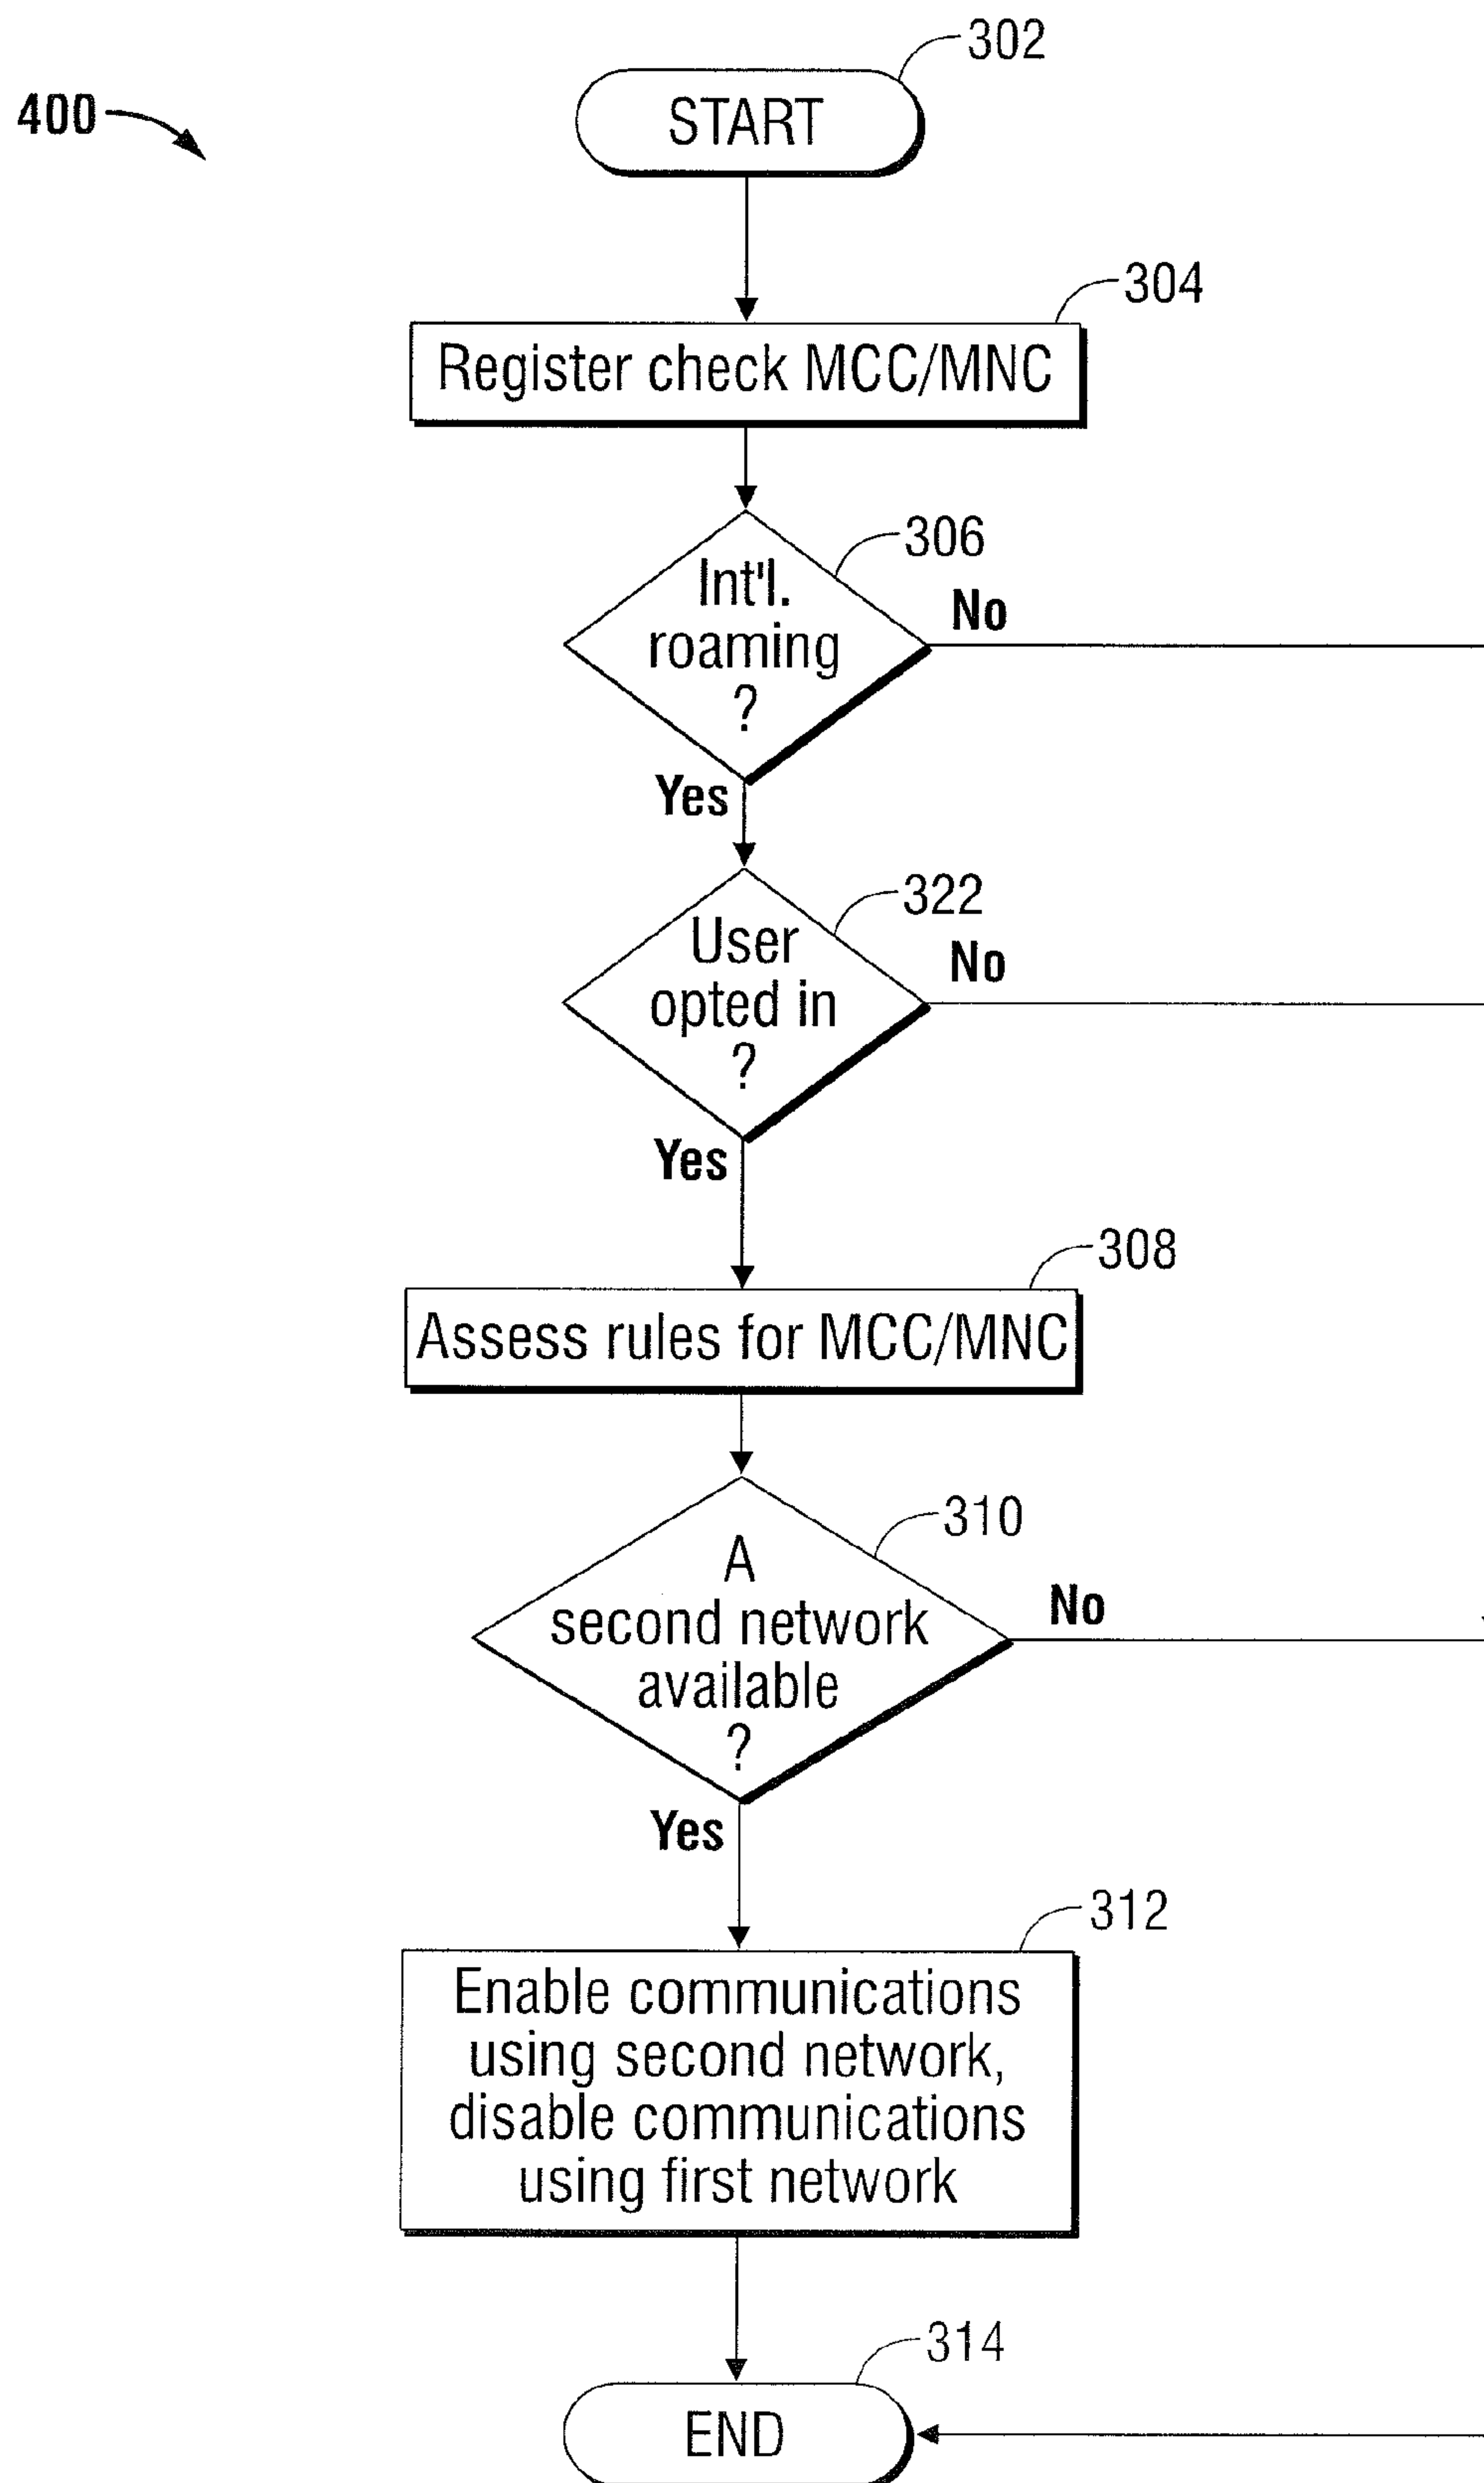 302
400
START
304
Register check MCC/MNC
306
Int'l.
roaming
?
No
Yes
322
User
opted in
?
No
Yes
308
Assess rules for MCC/MNC
310
A
second network
available
?
No
Yes
312
Enable communications
using second network,
disable communications
using first network
314
END